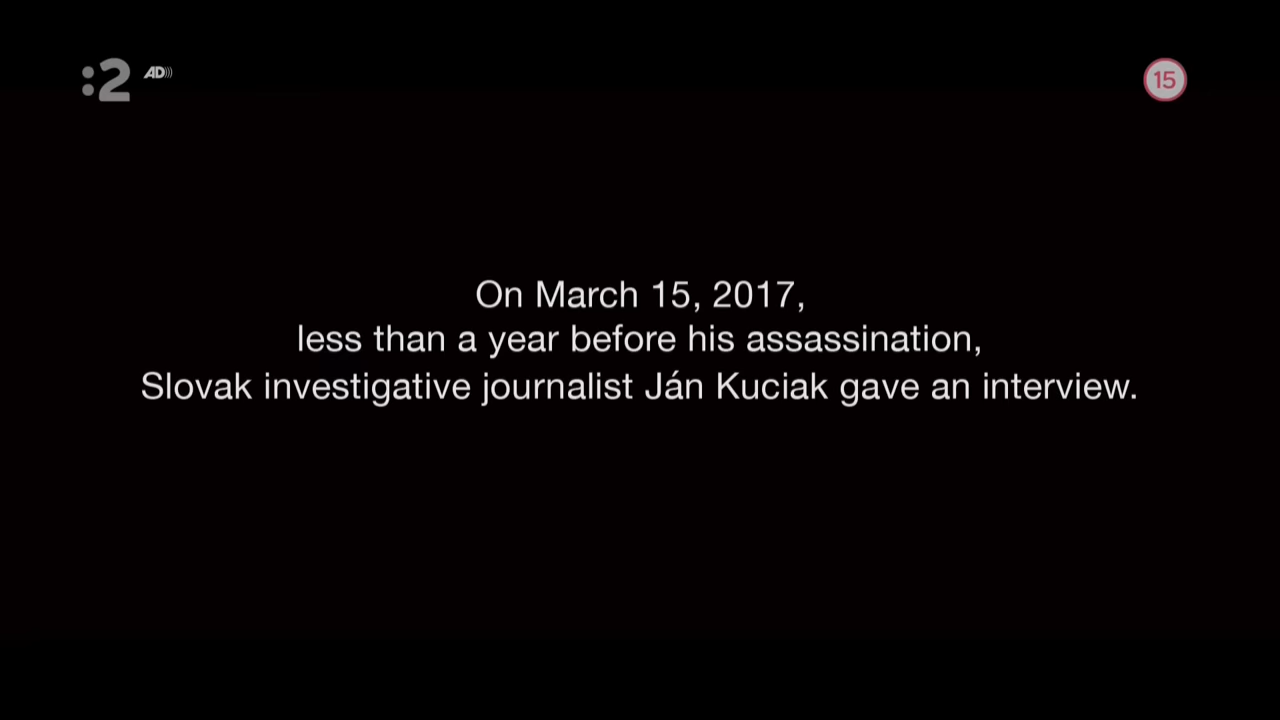 :2 AD
15
On March 15, 2017,
less than a year before his assassination,
Slovak investigative journalist Ján Kuciak gave an interview.